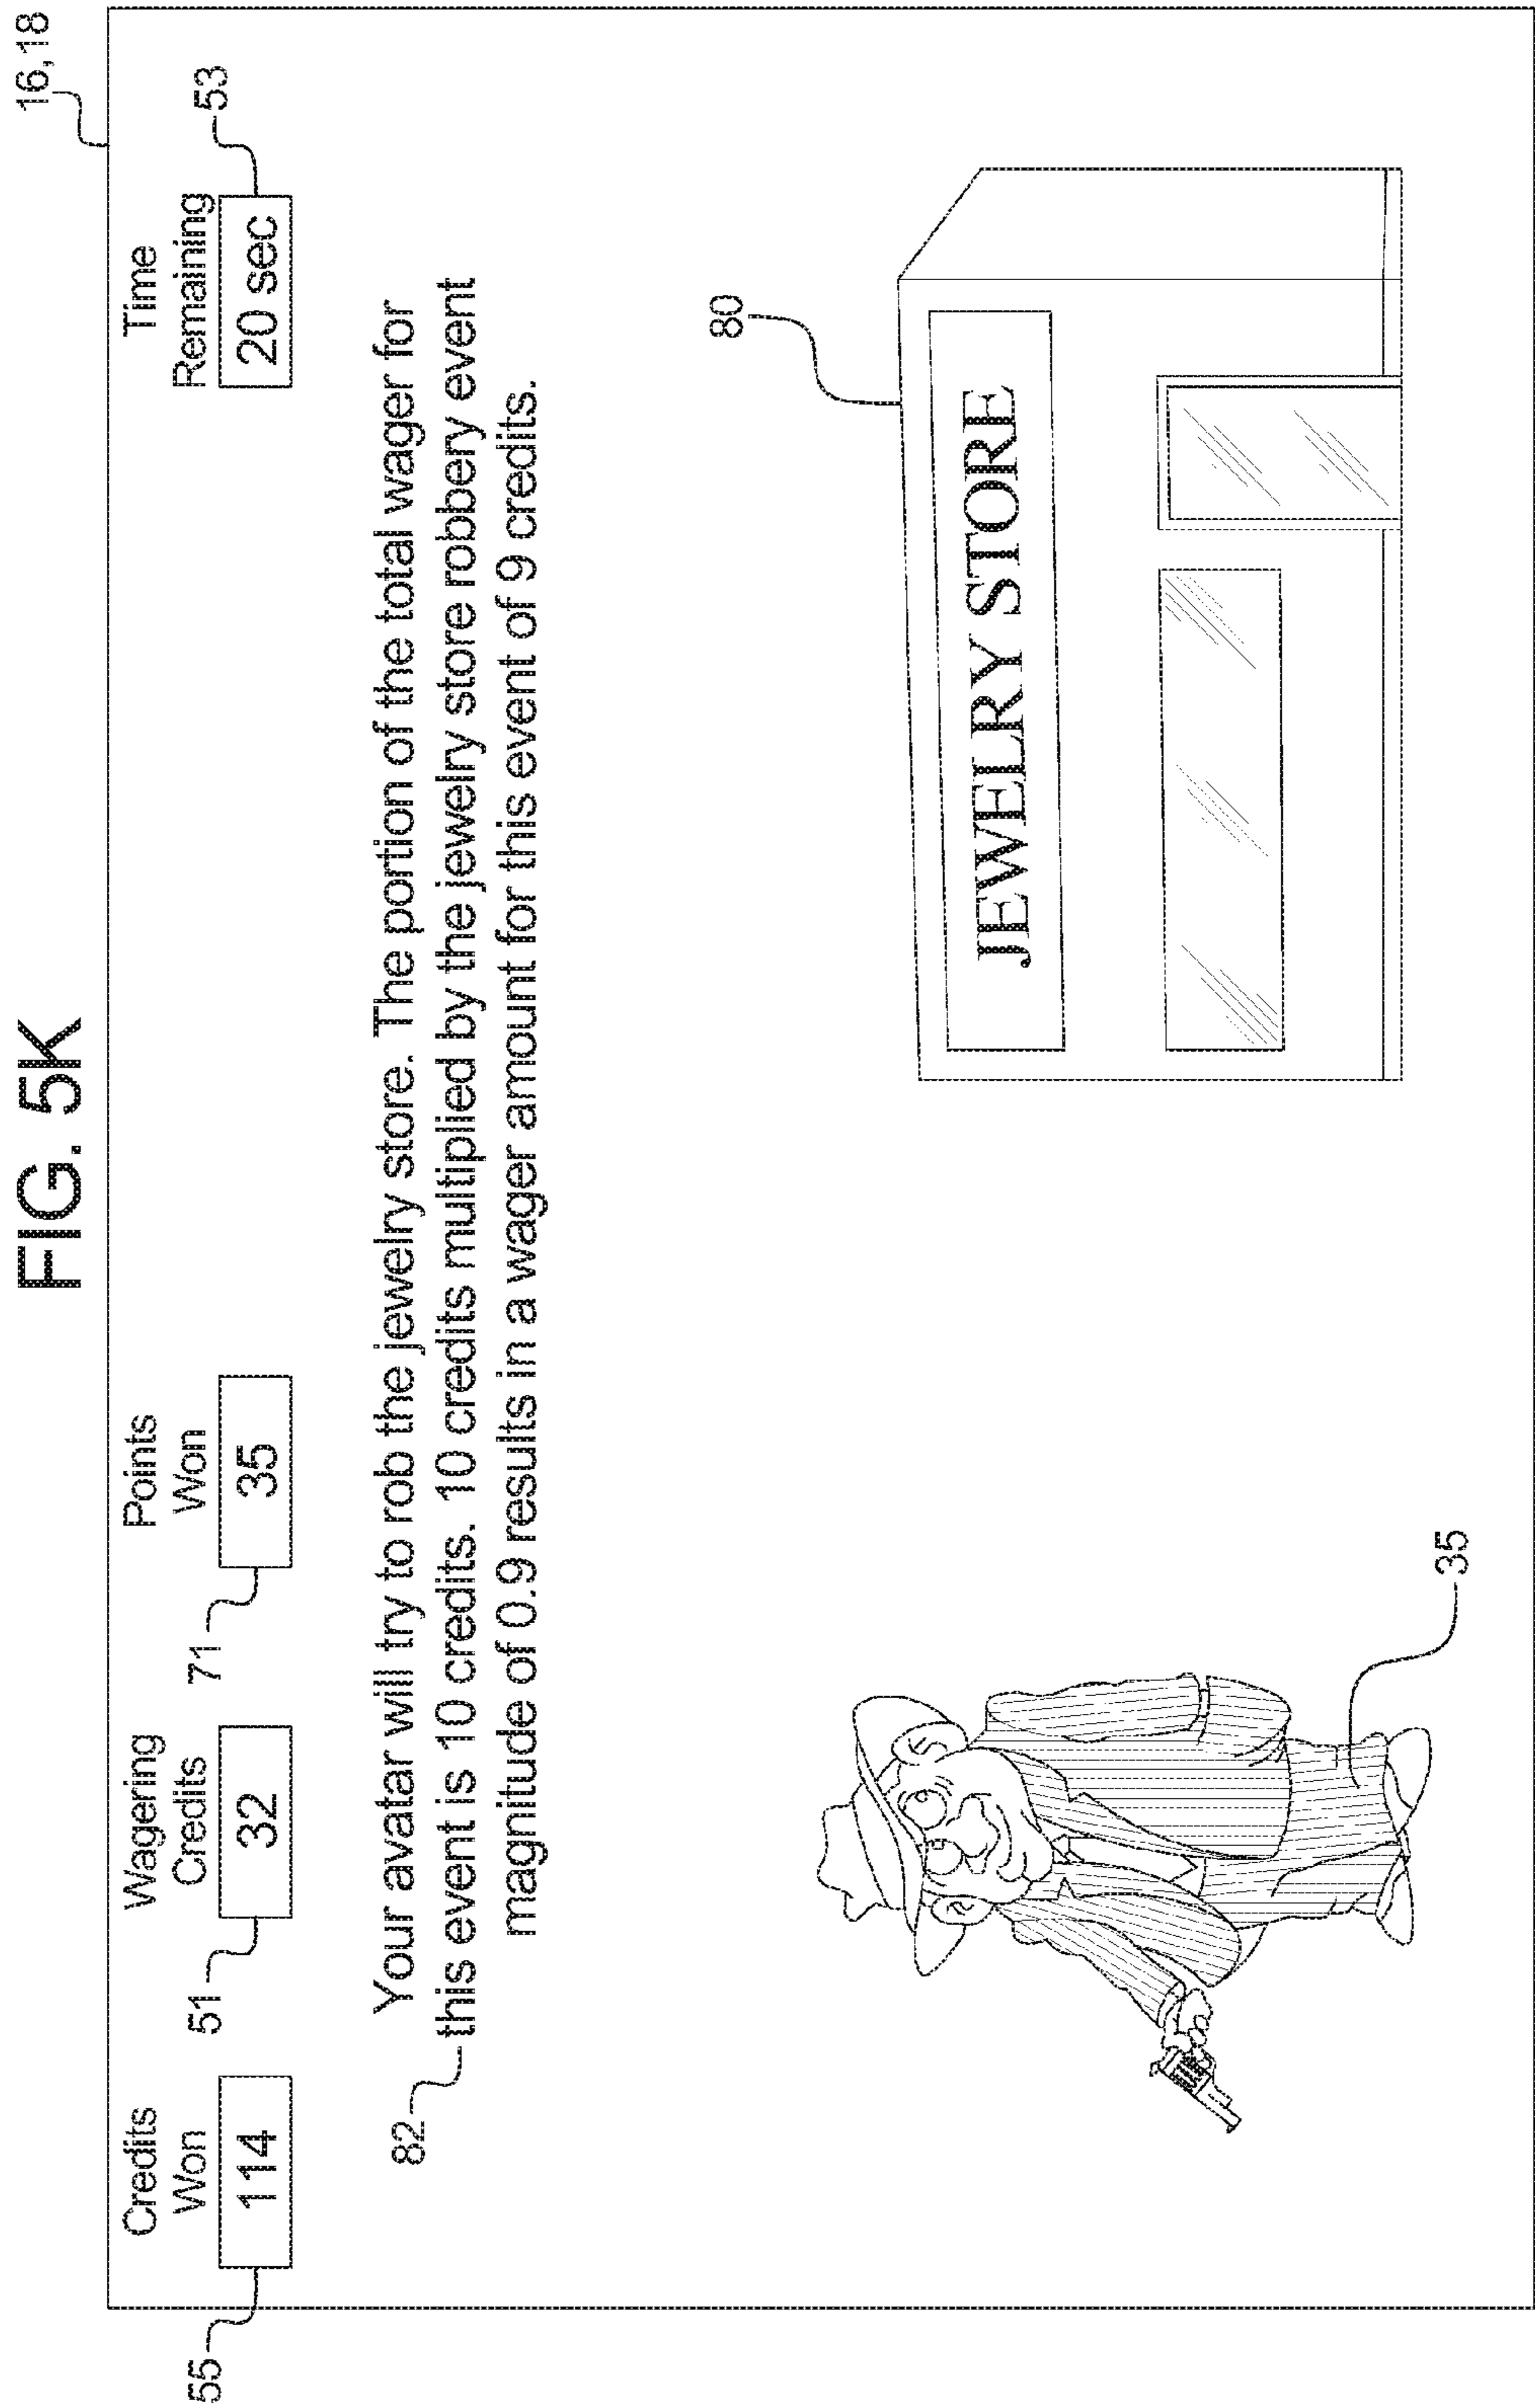 FIG. 5K
16,18
Credits
Won
114
55
Wagering
Credits
32
51
Points
Won
35
71
Time
Remaining
20 sec
53
Your avatar will try to rob the jewelry store. The portion of the total wager for
this event is 10 credits. 10 credits multiplied by the jewelry store robbery event
magnitude of 0.9 results in a wager amount for this event of 9 credits.
82
80
JEWELRY STORE
35